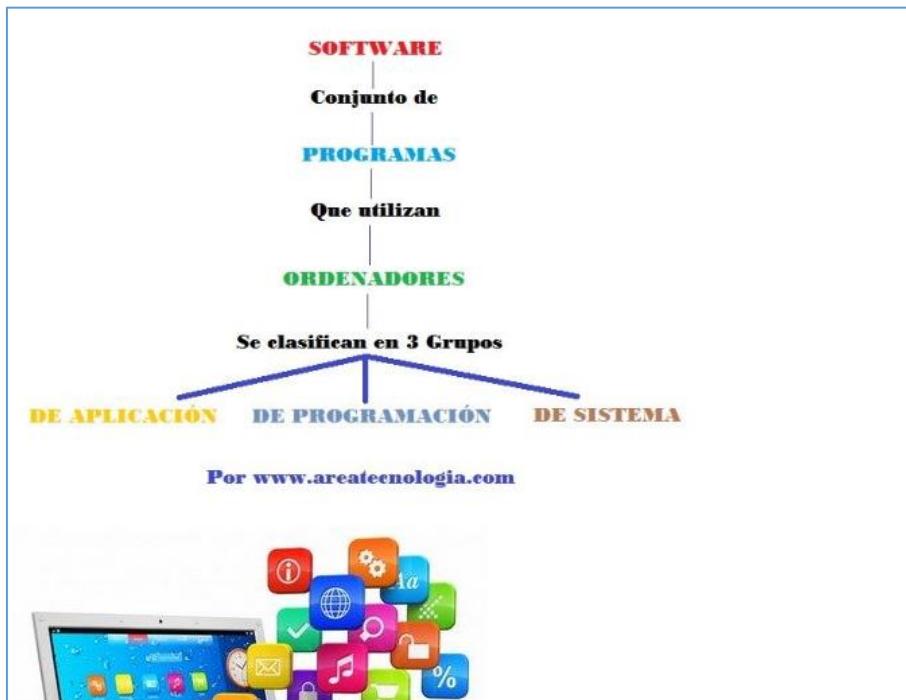 SOFTWARE
Conjunto de
PROGRAMAS
Que utilizan
ORDENADORES
Se clasifican en 3 Grupos
DE APLICACIÓN DE PROGRAMACIÓN DE SISTEMA
Por www.areatecnologia.com
Aa
%